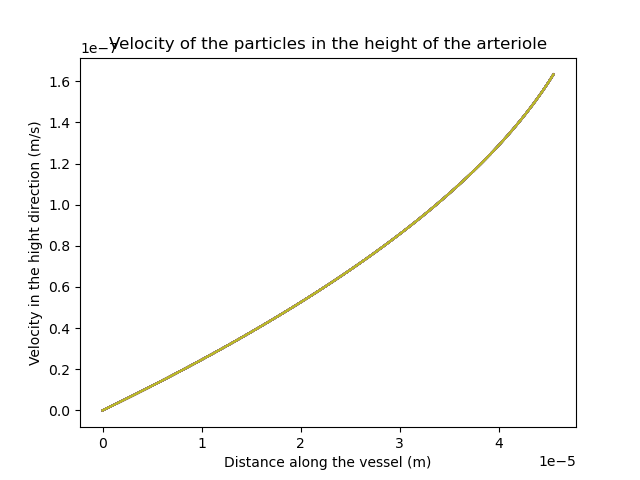 Velocity of the particles in the height of the arteriole
1e−7
1.6
1.4
1.2
1.0
0.8
0.6
0.4
0.2
0.0
Velocity in the hight direction (m/s)
0 1 2 3 4
1e−5
Distance along the vessel (m)